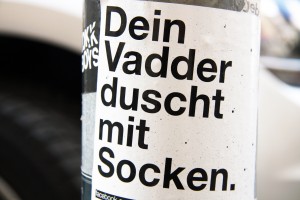 Dein
Vadder
duscht
mit
Socken.